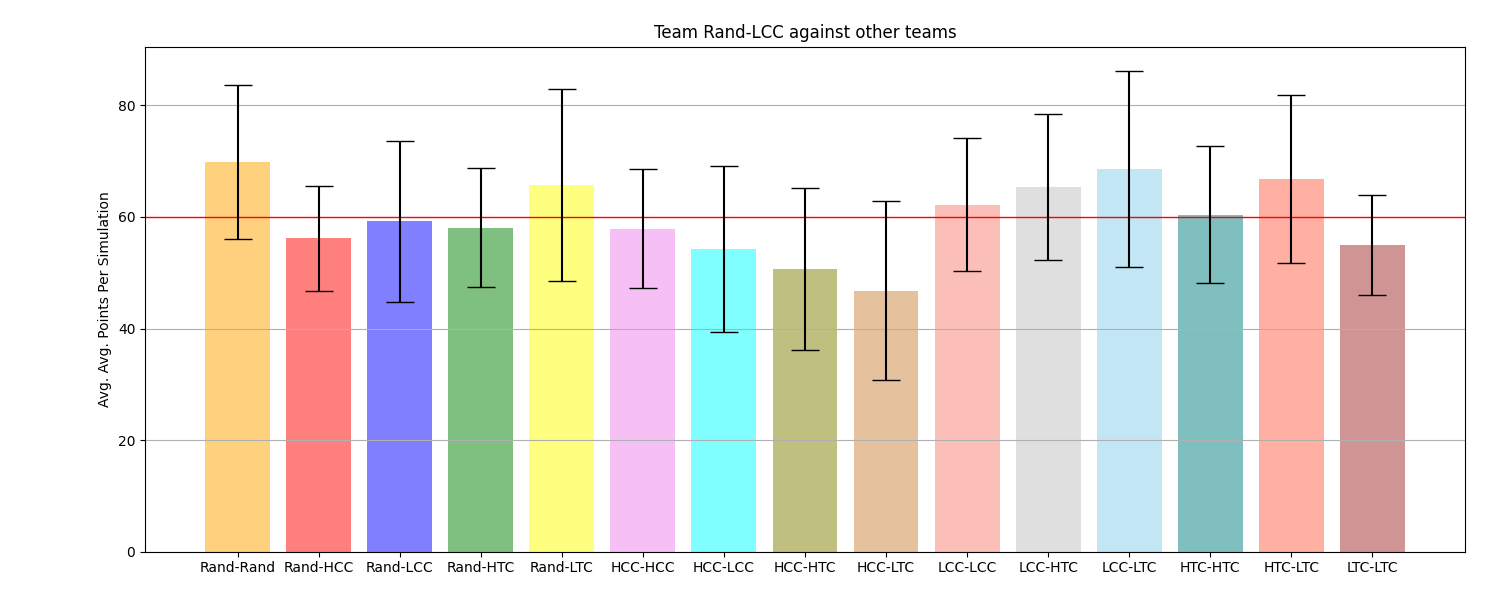 Team Rand-LCC against other teams
Avg. Avg. Points Per Simulation
80
60
40
20
0
Rand-Rand Rand-HCC Rand-LCC Rand-HTC Rand-LTC HCC-HCC HCC-LCC HCC-HTC HCC-LTC LCC-LCC LCC-HTC LCC-LTC HTC-HTC HTC-LTC LTC-LTC